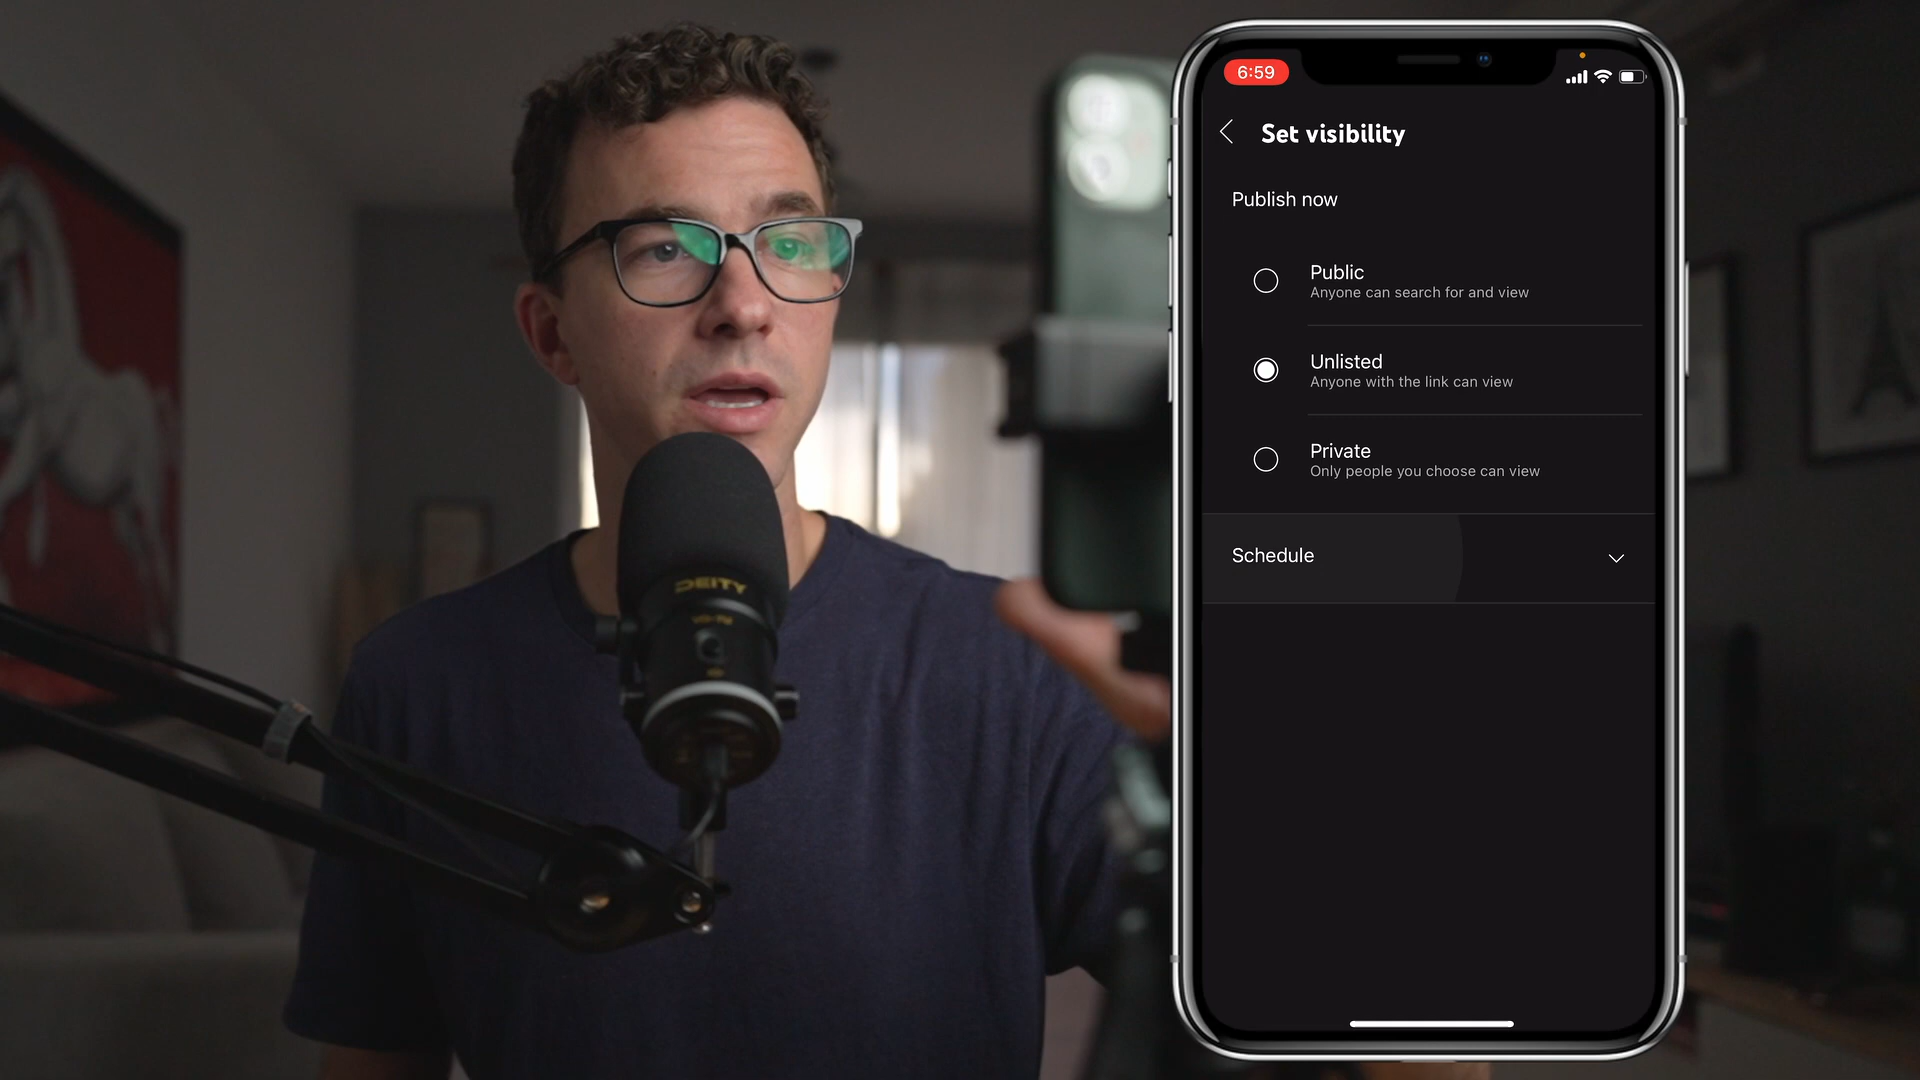 6:59
Set visibility
Publish now
Public
Anyone can search for and view
Unlisted
Anyone with the link can view
Private
Only people you choose can view
Schedule
DEITY